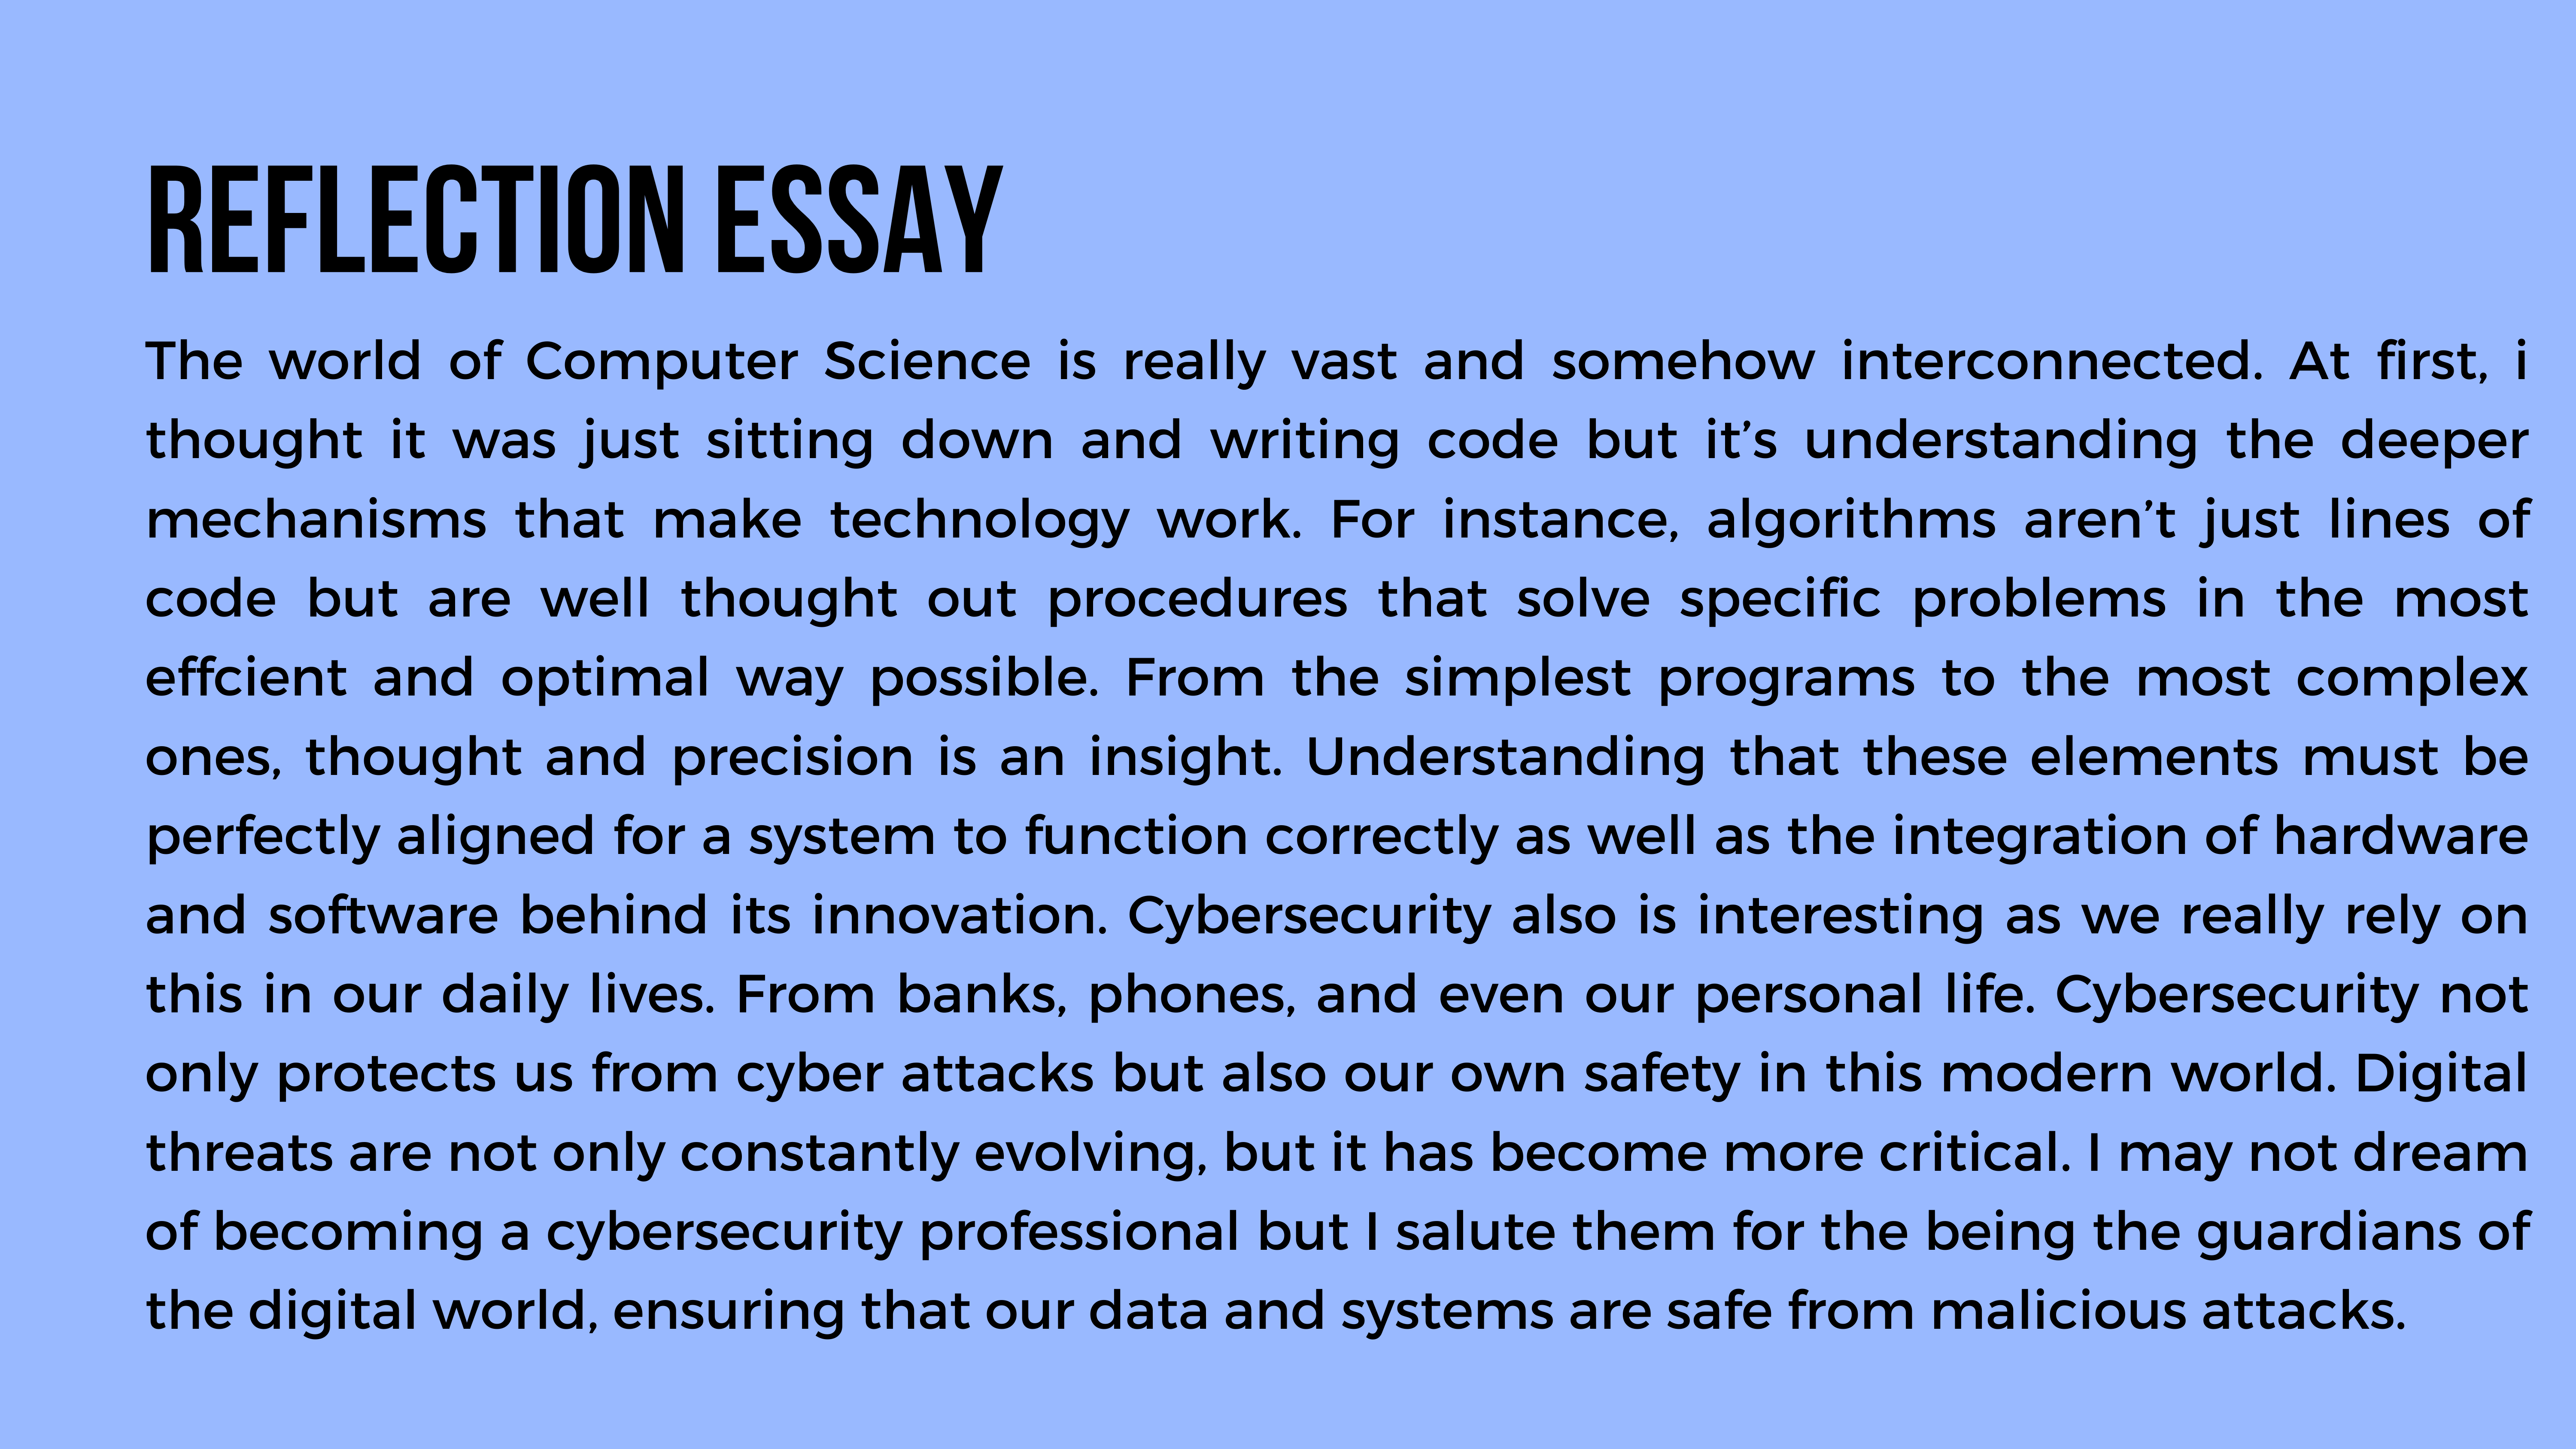 REFLECTION ESSAY
The world of Computer Science is really vast and somehow interconnected. At first, i
thought it was just sitting down and writing code but it’s understanding the deeper
mechanisms that make technology work. For instance, algorithms aren’t just lines of
code but are well thought out procedures that solve specific problems in the most
effcient and optimal way possible. From the simplest programs to the most complex
ones, thought and precision is an insight. Understanding that these elements must be
perfectly aligned for a system to function correctly as well as the integration of hardware
and software behind its innovation. Cybersecurity also is interesting as we really rely on
this in our daily lives. From banks, phones, and even our personal life. Cybersecurity not
only protects us from cyber attacks but also our own safety in this modern world. Digital
threats are not only constantly evolving, but it has become more critical. I may not dream
of becoming a cybersecurity professional but I salute them for the being the guardians of
the digital world, ensuring that our data and systems are safe from malicious attacks.